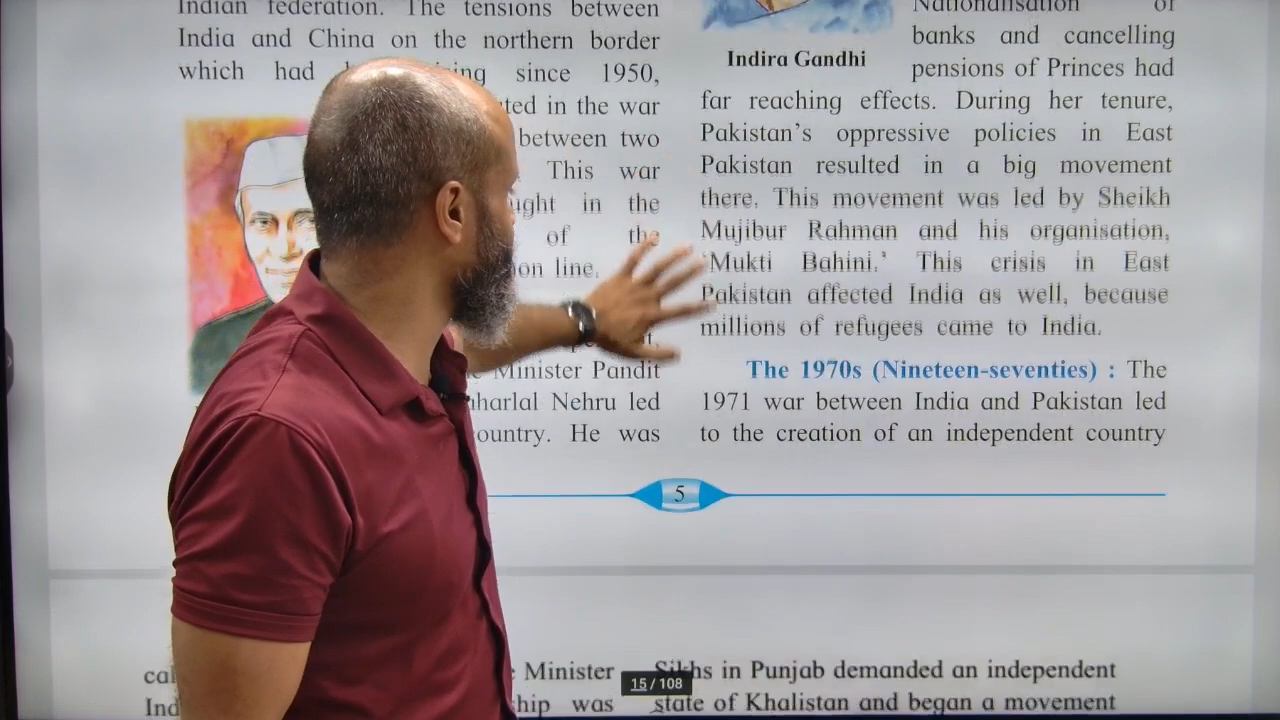 Indian federation. The tensions between
India and China on the northern border
which had since 1950,
in the war
between two
This war
in the
of the
line.
Minister Pandit
Nehru led
He was
Nationalisation of
banks and cancelling
Indira Gandhi
pensions of Princes had
far reaching effects. During her tenure,
Pakistan's oppressive policies in East
Pakistan resulted in a big movement
there. This movement was led by Sheikh
Mujibur Rahman and his organisation,
'Mukti Bahini.' This crisis in East
Pakistan affected India as well, because
millions of refugees came to India.
The 1970s (Nineteen-seventies) : The
1971 war between India and Pakistan led
to the creation of an independent country
5
Minister
was
Sikhs in Punjab demanded an independent
state of Khalistan and began a movement
15 / 108